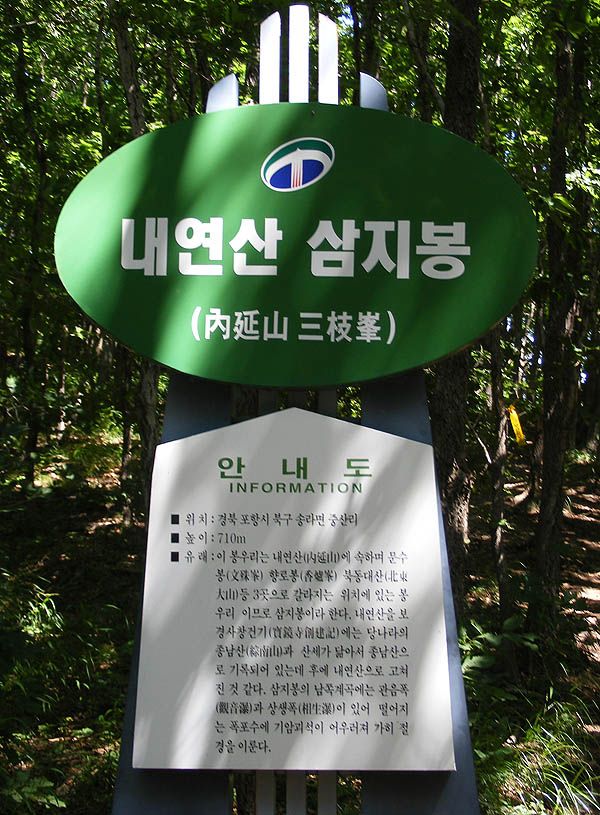 내연산 삼지봉
(內延山 三枝峯)
안 내 도
INFORMATION
■ 위 치 : 경북 포항시 북구 송라면 중산리
■ 높 이 : 710m
■ 유 래 : 이 봉우리는 내연산(內延山)에 속하며 문수
봉(文殊峯) 향로봉(香爐峯) 북동대산(北東
大山)등 3곳으로 갈라지는 위치에 있는 봉
우리 이므로 삼지봉이라 한다. 내연산을 보
경사창건기(寶鏡寺創建記)에는 당나라의
종남산(綜南山)과 산세가 닮아서 종남산으
로 기록되어 있는데 후에 내연산으로 고쳐
진 것 같다. 삼지봉의 남쪽계곡에는 관음폭
(觀音瀑)과 상생폭(相生瀑)이 있어 떨어지
는 폭포수에 기암괴석이 어우러져 가히 절
경을 이룬다.